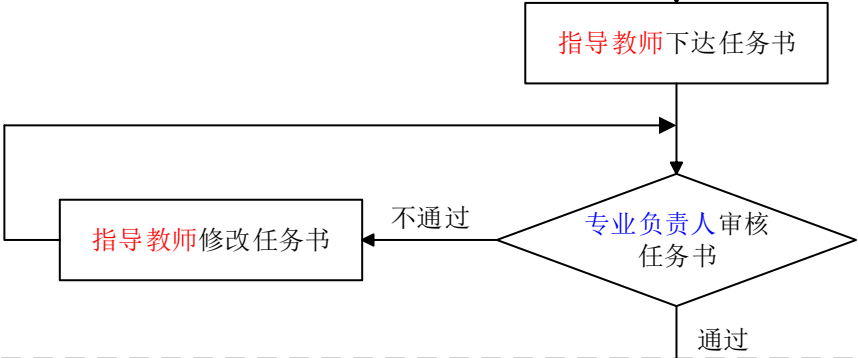 指导教师下达任务书
不通过
指导教师修改任务书
专业负责人审核
任务书
通过